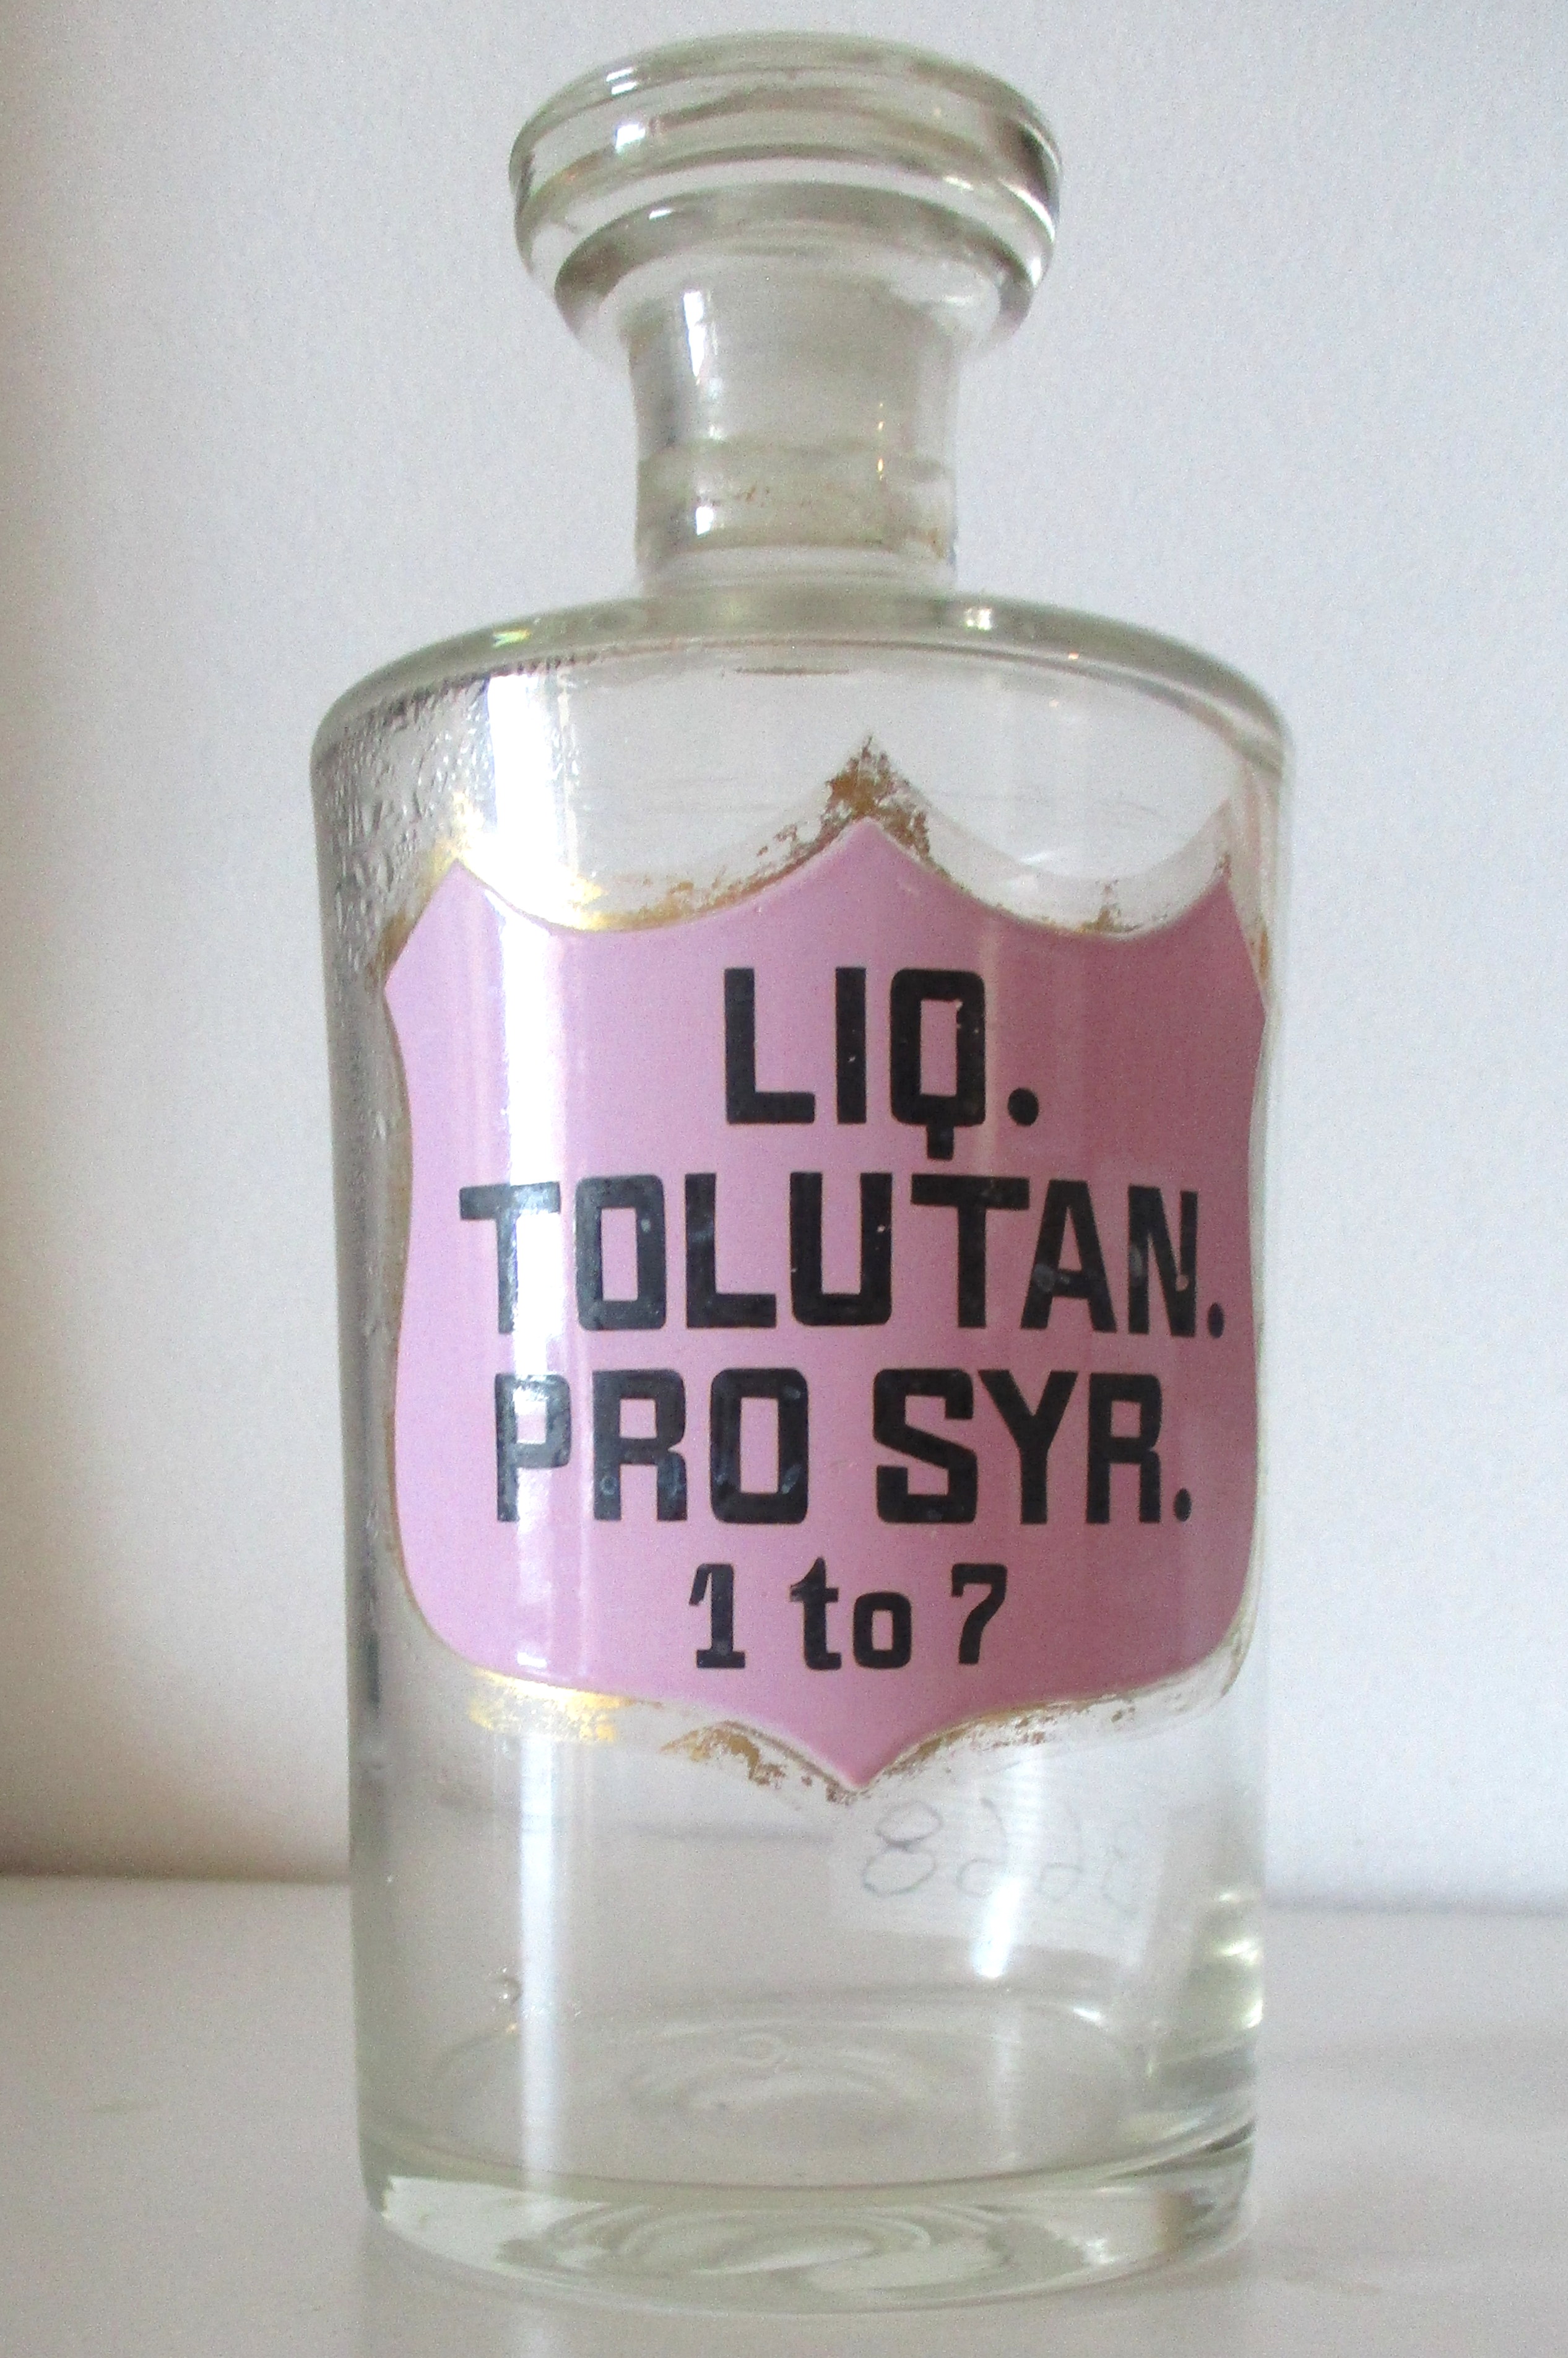 LIQ.
TOLUTAN.
PRO SYR.
1 to 7